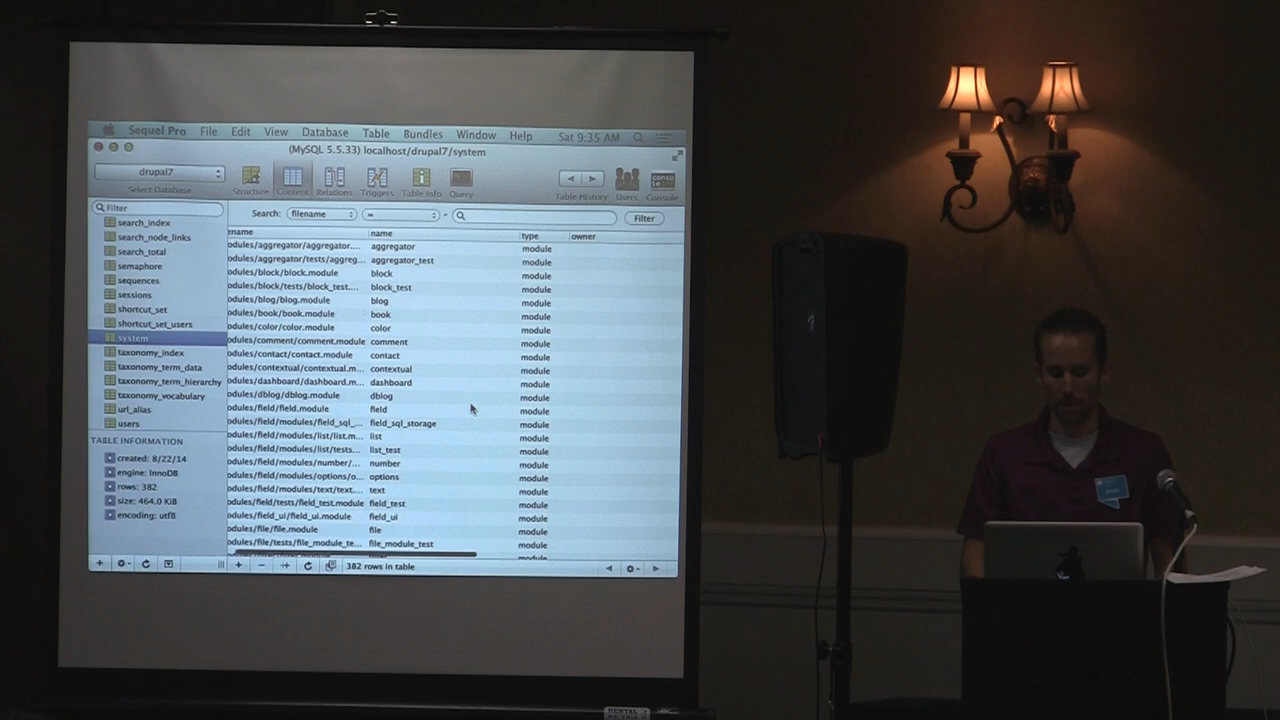 Sequel Pro File Edit View Database Table Bundles Window Help Sat 9:35 AM
(MySQL 5.5.33) localhost/drupal7/system
drupal7
Select Database
Structure Content Relations Triggers Table Info Query Table History Users Console
Filter
Search: filename = Filter
search_index
search_node_links
search_total
semaphore
sequences
sessions
shortcut_set
shortcut_set_users
system
taxonomy_index
taxonomy_term_data
taxonomy_term_hierarchy
taxonomy_vocabulary
url_alias
users
TABLE INFORMATION
created: 8/22/14
engine: InnoDB
rows: 382
size: 464.0 KiB
encoding: utf8
ename name type owner
odules/aggregator/aggregator.... aggregator module
odules/aggregator/tests/aggreg... aggregator_test module
odules/block/block.module block module
odules/block/tests/block_test.... block_test module
odules/blog/blog.module blog module
odules/book/book.module book module
odules/color/color.module color module
odules/comment/comment.module comment module
odules/contact/contact.module contact module
odules/contextual/contextual.m... contextual module
odules/dashboard/dashboard.m... dashboard module
odules/dblog/dblog.module dblog module
odules/field/field.module field module
odules/field/modules/field_sql_... field_sql_storage module
odules/field/modules/list/list.m... list module
odules/field/modules/list/tests... list_test module
odules/field/modules/number/... number module
odules/field/modules/options/o... options module
odules/field/modules/text/text.... text module
odules/field/tests/field_test.module field_test module
odules/field_ui/field_ui.module field_ui module
odules/file/file.module file module
odules/file/tests/file_module_te... file_module_test module
382 rows in table